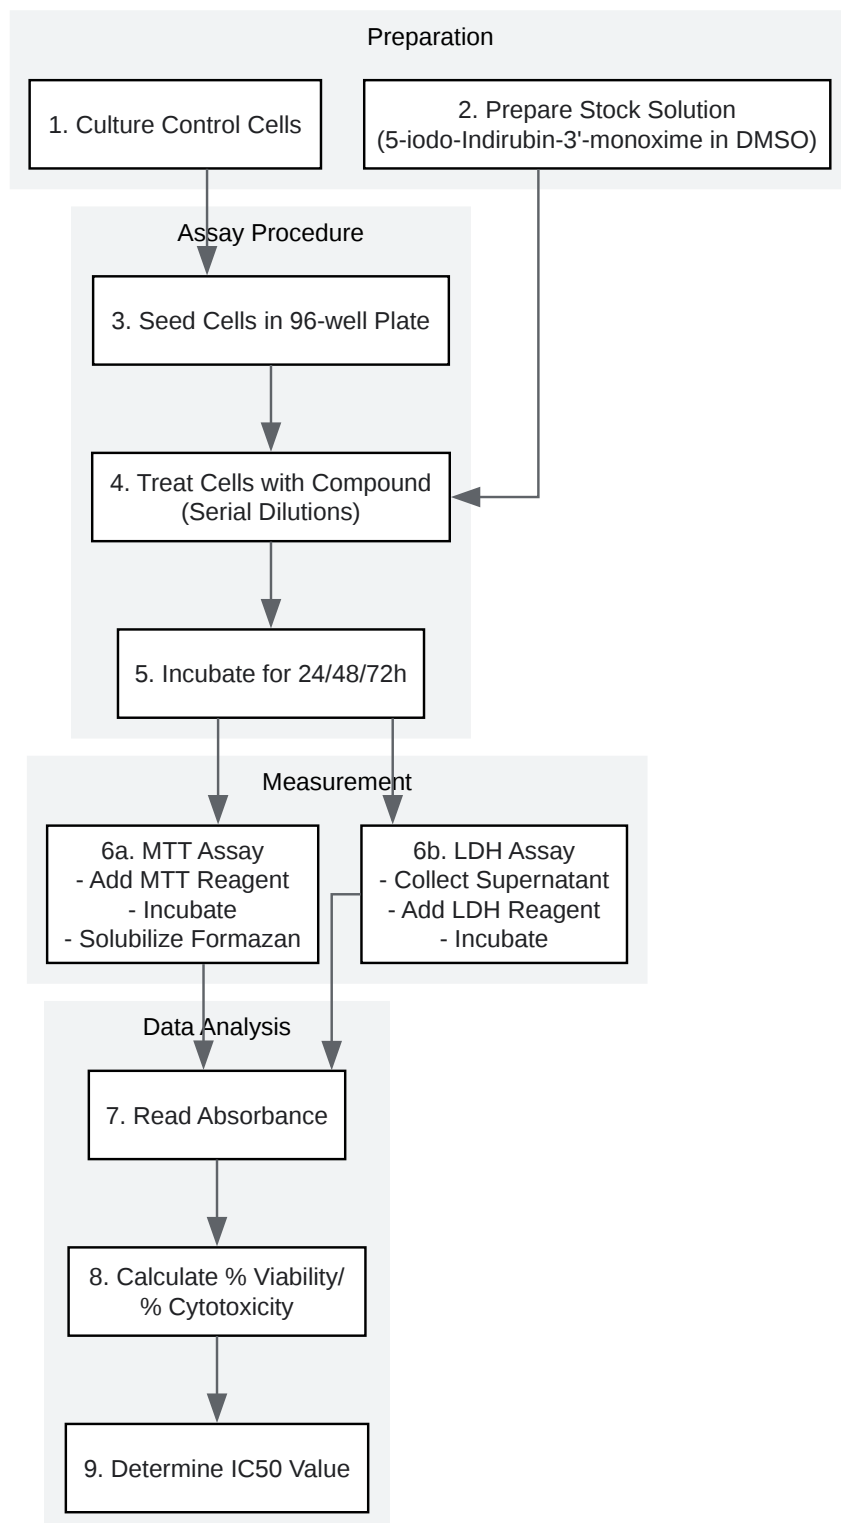 Preparation
1. Culture Control Cells
2. Prepare Stock Solution
(5-iodo-Indirubin-3'-monoxime in DMSO)
Assay Procedure
3. Seed Cells in 96-well Plate
4. Treat Cells with Compound
(Serial Dilutions)
5. Incubate for 24/48/72h
Measurement
6a. MTT Assay
- Add MTT Reagent
- Incubate
- Solubilize Formazan
6b. LDH Assay
- Collect Supernatant
- Add LDH Reagent
- Incubate
Data Analysis
7. Read Absorbance
8. Calculate % Viability/
% Cytotoxicity
9. Determine IC50 Value